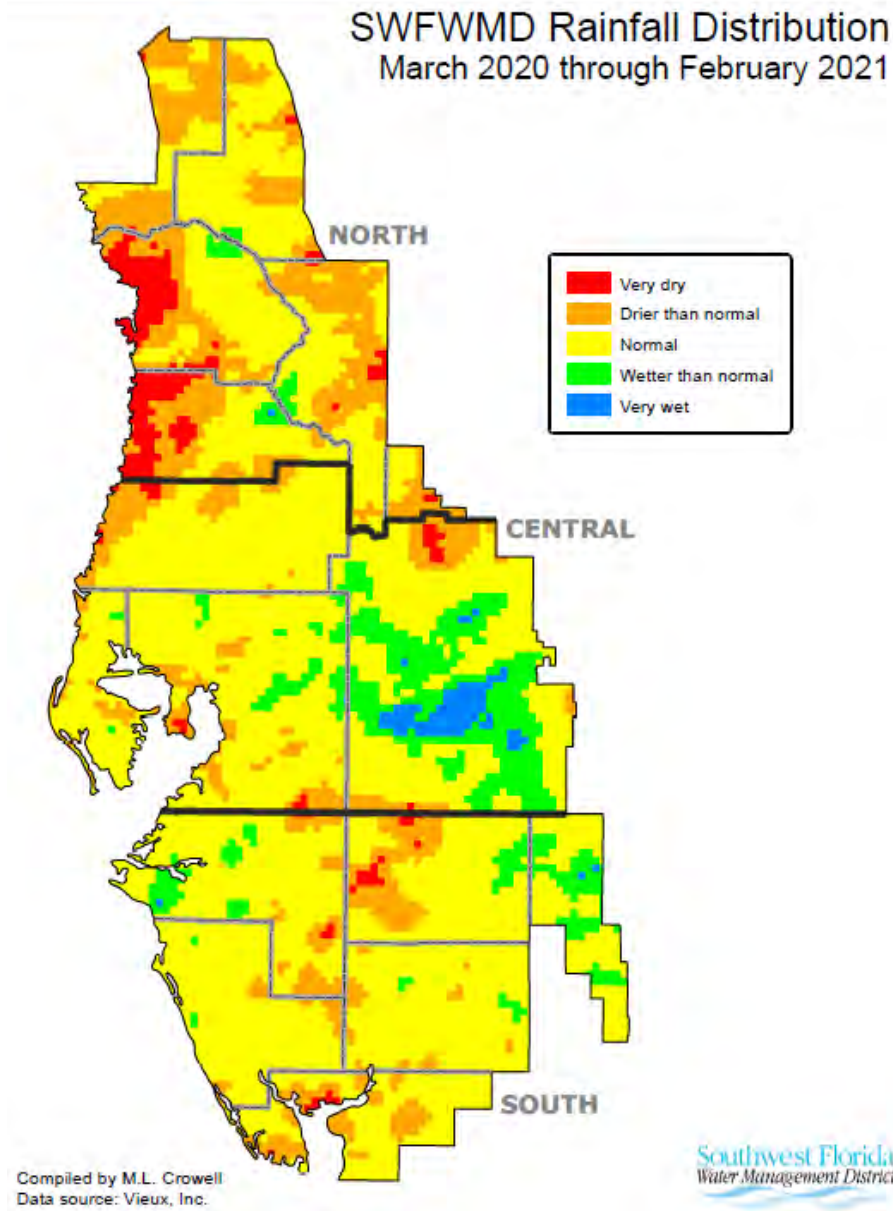 SWFWMD Rainfall Distribution
March 2020 through February 2021
NORTH
Very dry
Drier than normal
Normal
Wetter than normal
Very wet
CENTRAL
SOUTH
Compiled by M.L. Crowell
Data source: Vieux, Inc.
Southwest Florida
Water Management District